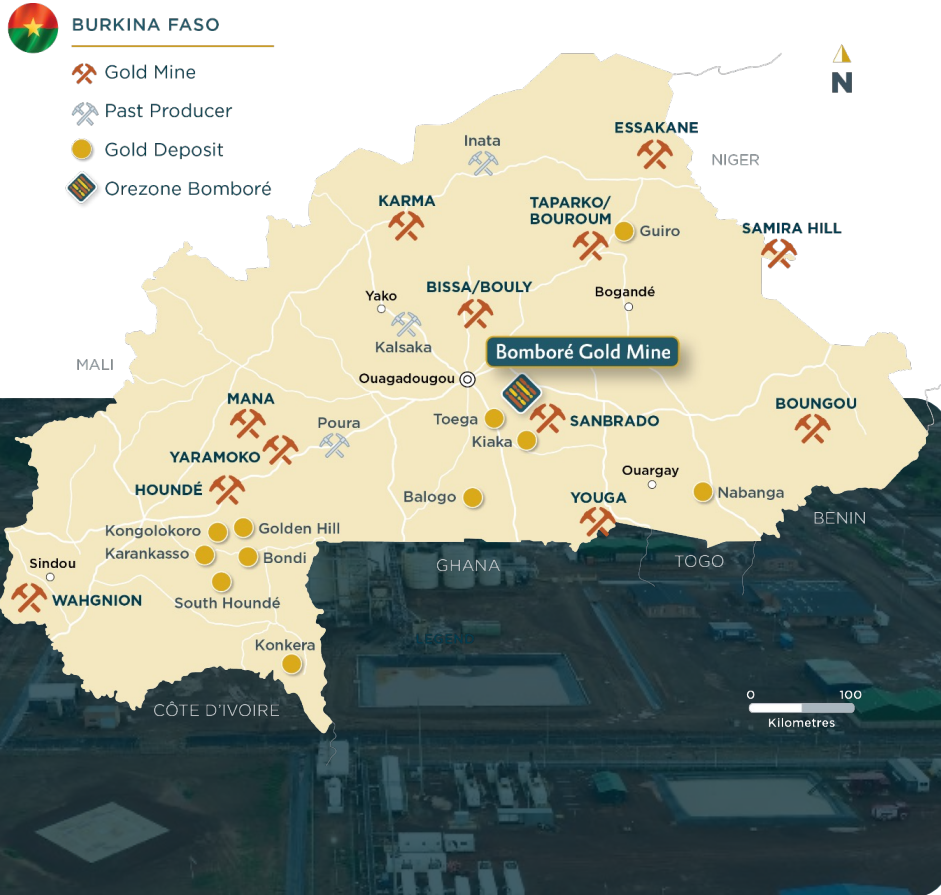 BURKINA FASO
Gold Mine
Past Producer
Gold Deposit
Orezone Bomboré
N
ESSAKANE
Inata
NIGER
KARMA
TAPARKO/
BOUROUM
Guiro
SAMIRA HILL
BISSA/BOULY
Yako
Bogandé
Kalsaka
Bomboré Gold Mine
MALI
Ouagadougou
MANA
BOUNGOU
Poura
Toega
SANBRADO
Kiaka
YARAMOKO
Ouargay
HOUNDÉ
Balogo
YOUGA
Nabanga
BENIN
Kongolokoro
Golden Hill
Karankasso
Bondi
GHANA
TOGO
Sindou
WAHGNION
South Houndé
LEGEND
Konkera
CÔTE D'IVOIRE
0 100
Kilometres